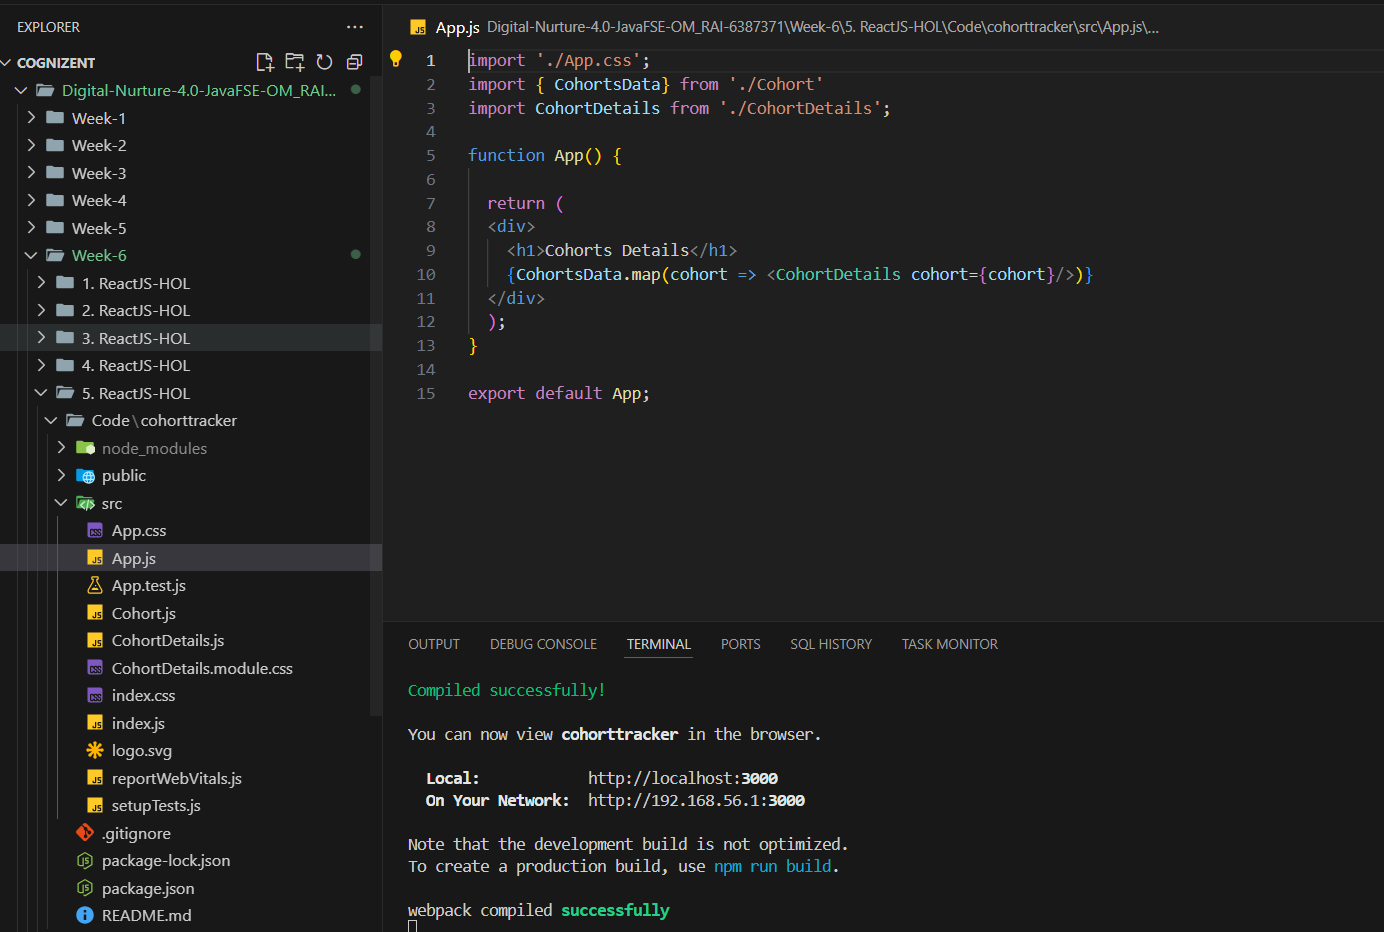 EXPLORER
COGNIZENT
Digital-Nurture-4.0-JavaFSE-OM_RAI...
Week-1
Week-2
Week-3
Week-4
Week-5
Week-6
1. ReactJS-HOL
2. ReactJS-HOL
3. ReactJS-HOL
4. ReactJS-HOL
5. ReactJS-HOL
Code\cohorttracker
node_modules
public
src
App.css
App.js
App.test.js
Cohort.js
CohortDetails.js
CohortDetails.module.css
index.css
index.js
logo.svg
reportWebVitals.js
setupTests.js
.gitignore
package-lock.json
package.json
README.md
App.js Digital-Nurture-4.0-JavaFSE-OM_RAI-6387371\Week-6\5. ReactJS-HOL\Code\cohorttracker\src\App.js\...
1 import './App.css';
2 import { CohortsData} from './Cohort'
3 import CohortDetails from './CohortDetails';
4
5 function App() {
6
7   return (
8   <div>
9     <h1>Cohorts Details</h1>
10     {CohortsData.map(cohort => <CohortDetails cohort={cohort}/>)}
11   </div>
12   );
13 }
14
15 export default App;
OUTPUT DEBUG CONSOLE TERMINAL PORTS SQL HISTORY TASK MONITOR
Compiled successfully!
You can now view cohorttracker in the browser.
Local: http://localhost:3000
On Your Network: http://192.168.56.1:3000
Note that the development build is not optimized.
To create a production build, use npm run build.
webpack compiled successfully